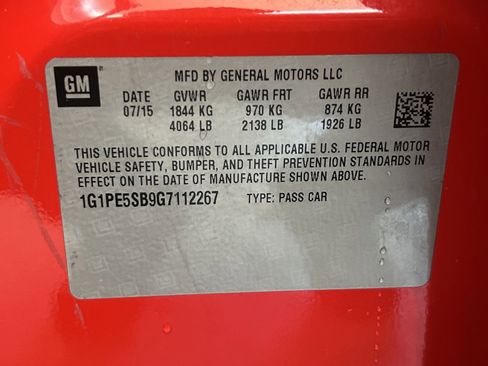 GM
MFD BY GENERAL MOTORS LLC
DATE GVWR GAWR FRT GAWR RR
07/15 1844 KG 970 KG 874 KG
4064 LB 2138 LB 1926 LB
THIS VEHICLE CONFORMS TO ALL APPLICABLE U.S. FEDERAL MOTOR
VEHICLE SAFETY, BUMPER, AND THEFT PREVENTION STANDARDS IN
EFFECT ON THE DATE OF MANUFACTURE SHOWN ABOVE.
1G1PE5SB9G7112267 TYPE: PASS CAR